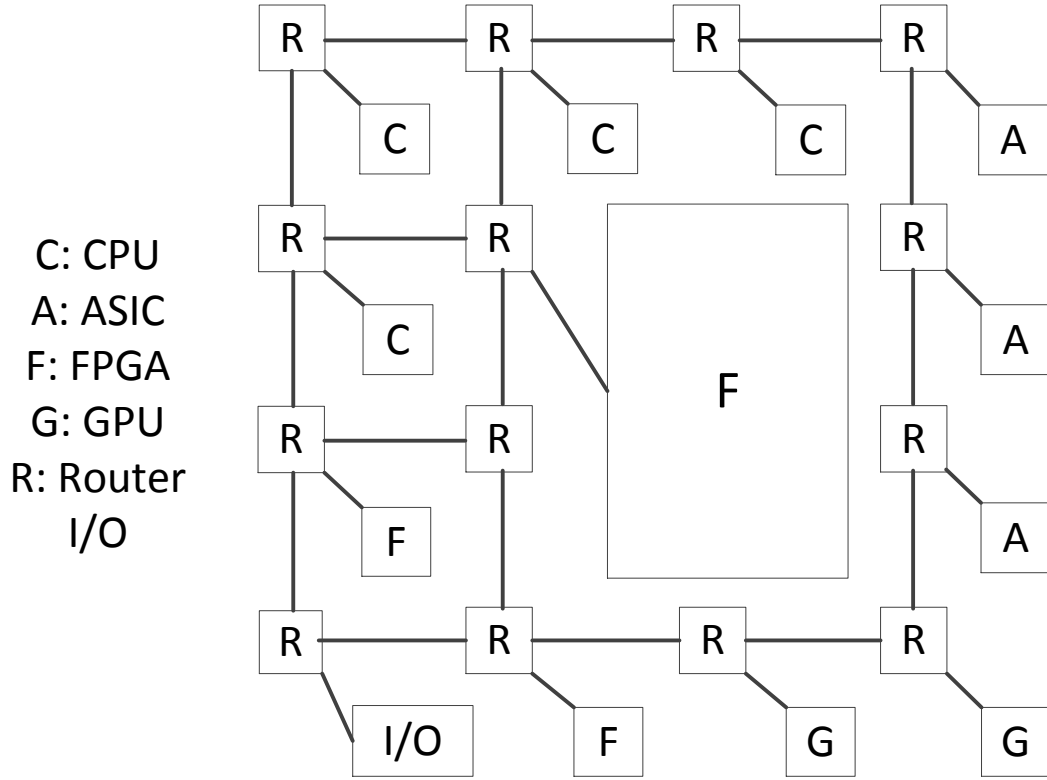 R R R R
C C C A
R R R
C: CPU
A: ASIC
F: FPGA
G: GPU
R: Router
I/O
C F A
R R R
F A
R R R R
I/O F G G